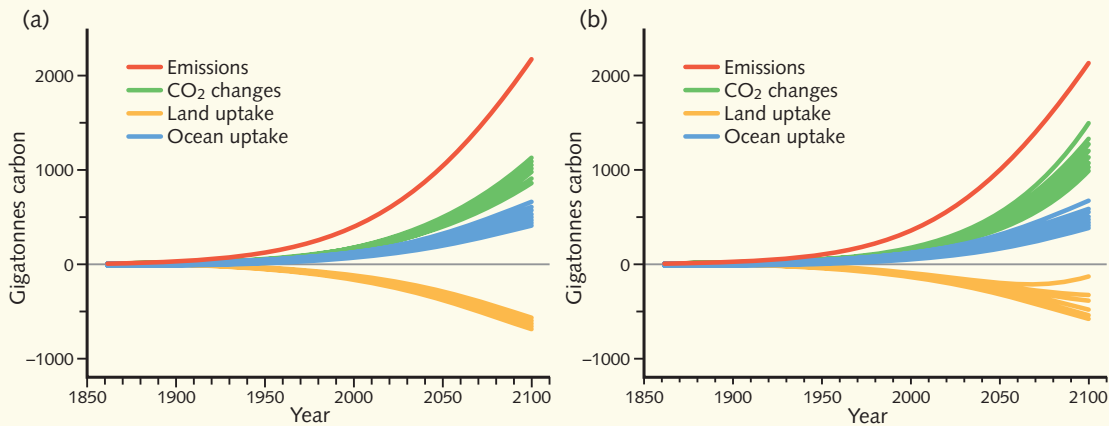 (a)
Gigatonnes carbon
2000
1000
0
−1000
Emissions
CO₂ changes
Land uptake
Ocean uptake
1850 1900 1950 2000 2050 2100
Year
(b)
Gigatonnes carbon
2000
1000
0
−1000
Emissions
CO₂ changes
Land uptake
Ocean uptake
1850 1900 1950 2000 2050 2100
Year